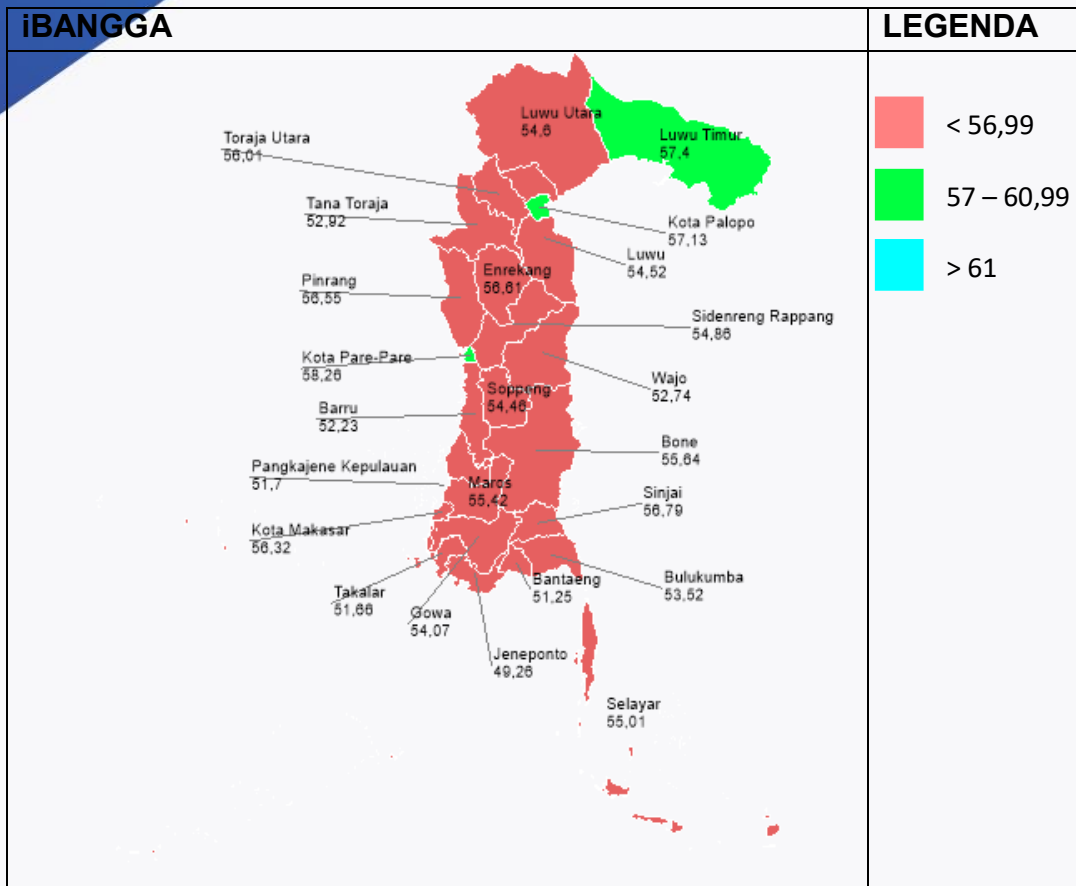 iBANGGA
LEGENDA
< 56,99
57 – 60,99
> 61
Luwu Utara
54,6
Luwu Timur
57,4
Toraja Utara
56,01
Tana Toraja
52,92
Kota Palopo
57,13
Luwu
54,52
Enrekang
56,61
Pinrang
56,55
Sidenreng Rappang
54,86
Kota Pare-Pare
58,26
Wajo
52,74
Soppeng
54,46
Barru
52,23
Bone
55,64
Pangkajene Kepulauan
51,7
Maros
55,42
Sinjai
56,79
Kota Makasar
56,32
Bantaeng
51,25
Bulukumba
53,52
Takalar
51,66
Gowa
54,07
Jeneponto
49,26
Selayar
55,01